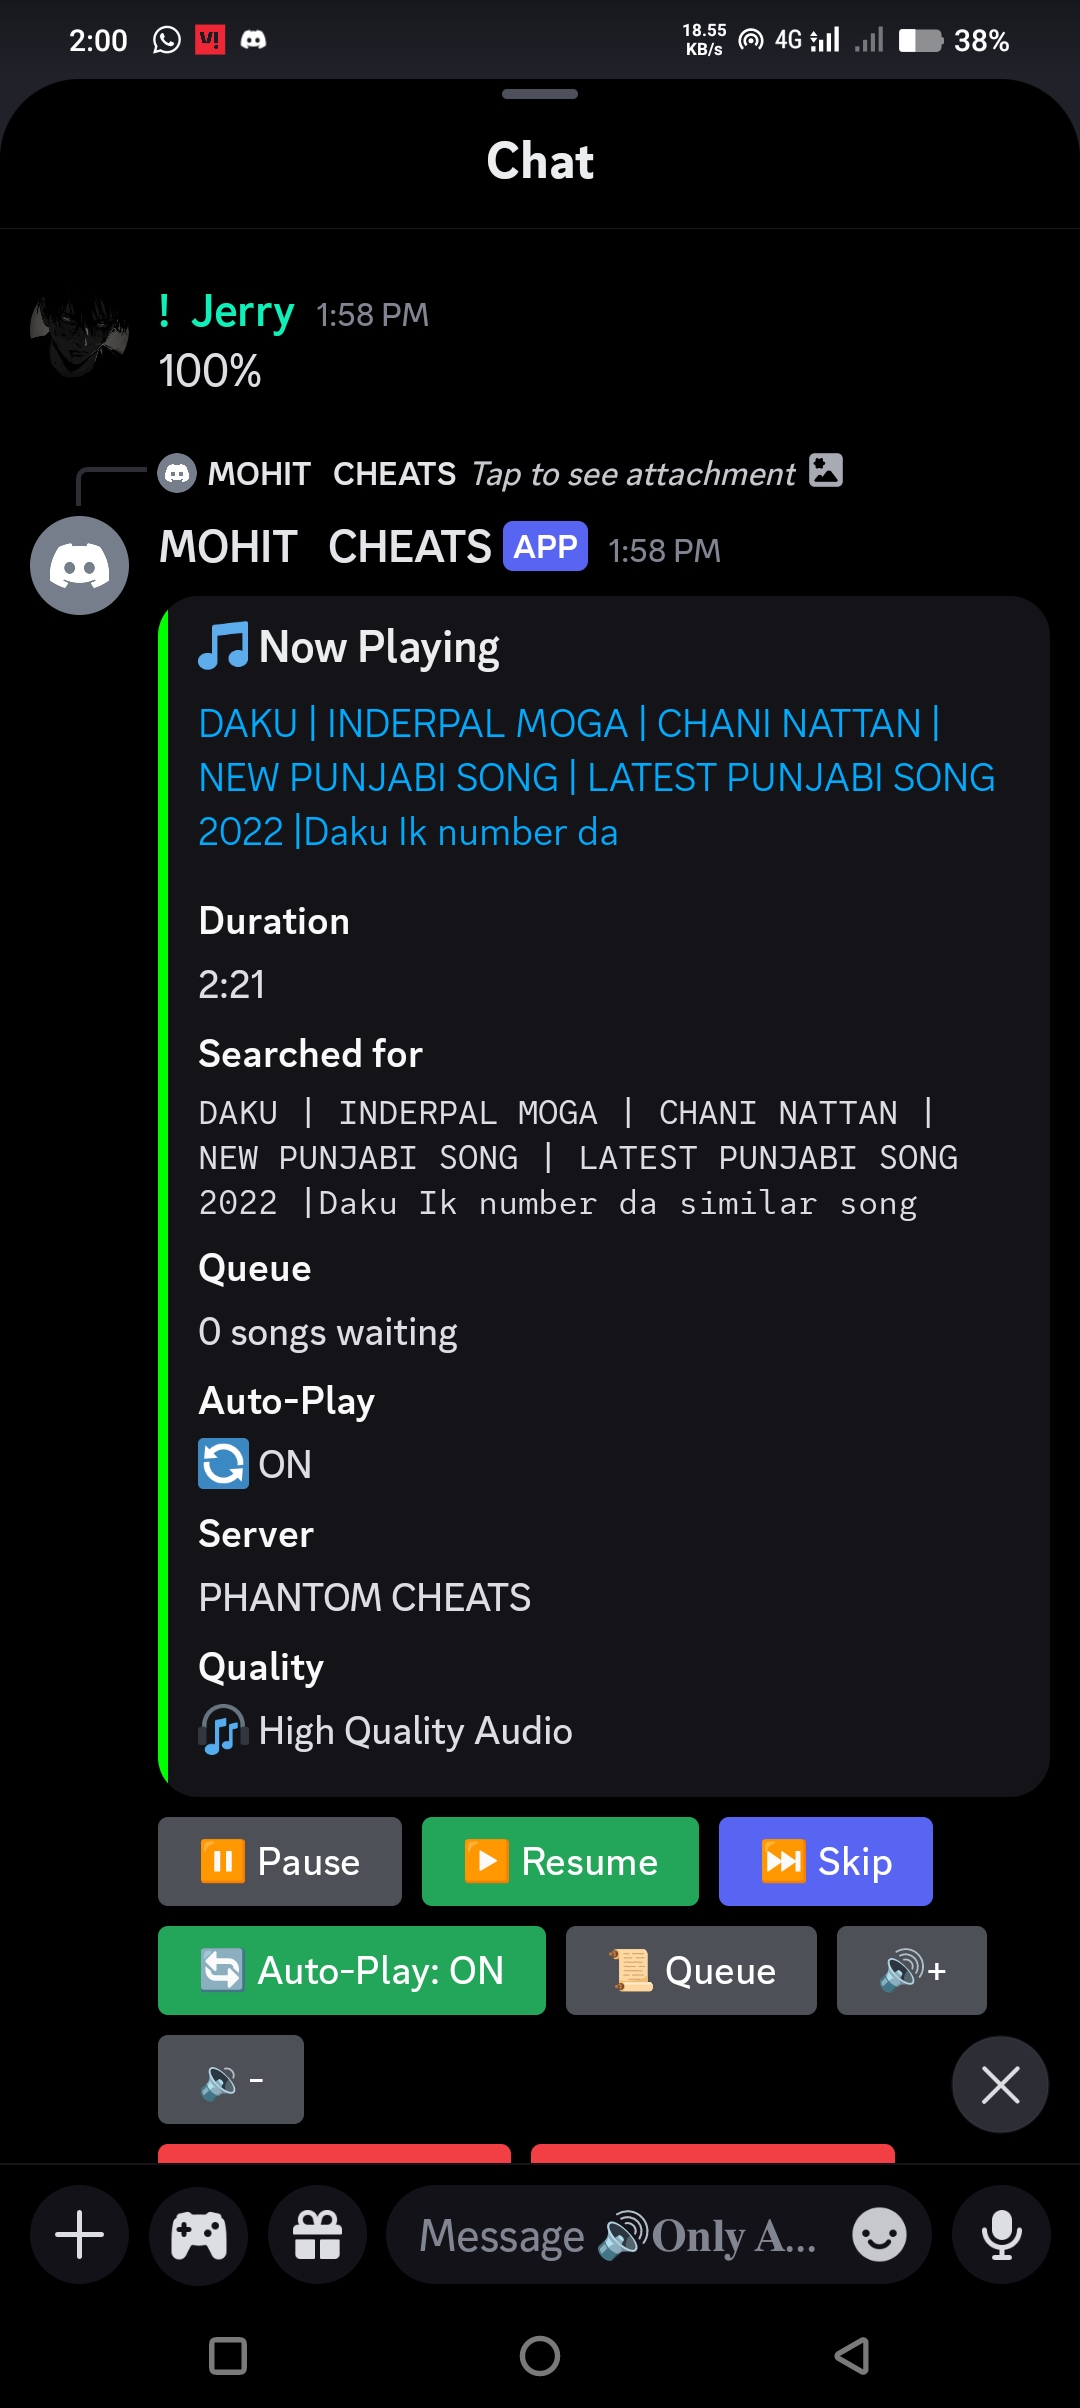 2:00 V! 18.55 KB/s 4G 38%
Chat
! Jerry 1:58 PM
100%
MOHIT CHEATS Tap to see attachment
MOHIT CHEATS APP 1:58 PM
🎵 Now Playing
DAKU | INDERPAL MOGA | CHANI NATTAN |
NEW PUNJABI SONG | LATEST PUNJABI SONG
2022 |Daku Ik number da
Duration
2:21
Searched for
DAKU | INDERPAL MOGA | CHANI NATTAN |
NEW PUNJABI SONG | LATEST PUNJABI SONG
2022 |Daku Ik number da similar song
Queue
0 songs waiting
Auto-Play
🔄 ON
Server
PHANTOM CHEATS
Quality
🎧 High Quality Audio
⏸️ Pause ▶️ Resume ⏭️ Skip
🔄 Auto-Play: ON 📜 Queue 🔊+
🔉 -
Message 🔊Only A...